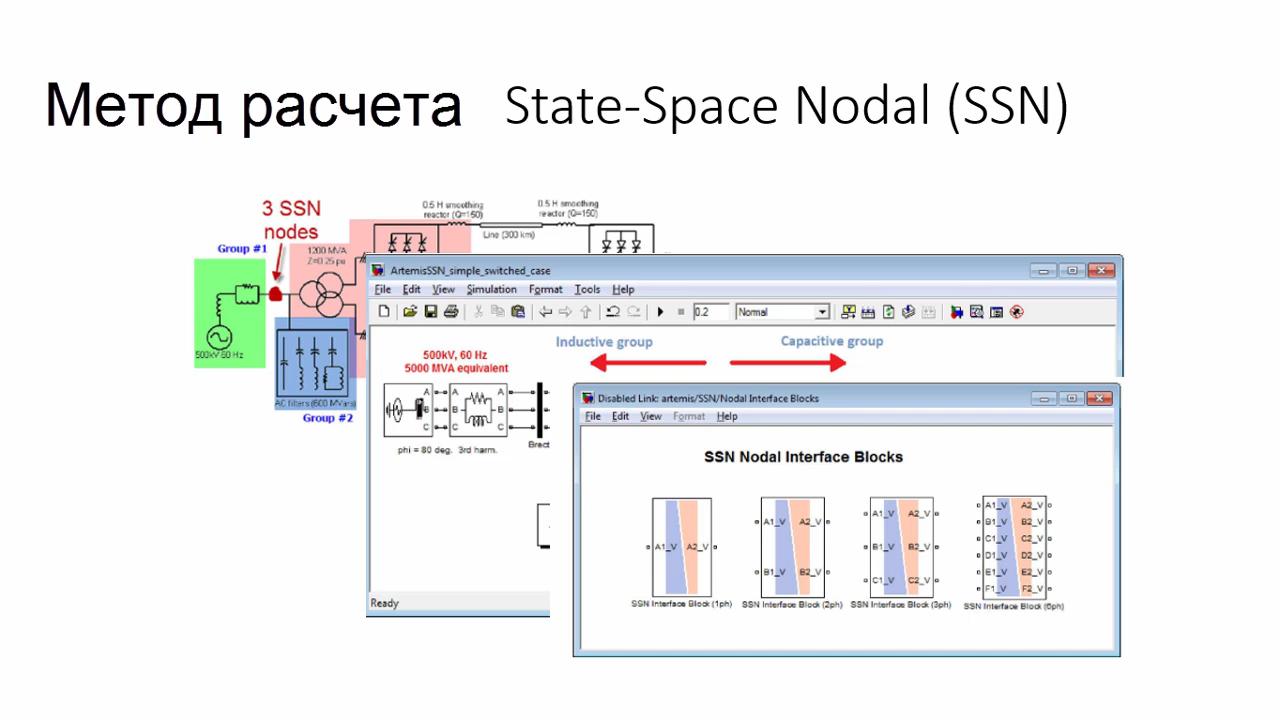 Метод расчета State-Space Nodal (SSN)
3 SSN
nodes
0.5 H smoothing
reactor (Q=150)
0.5 H smoothing
reactor (Q=150)
Line (300 km)
Group #1
1200 MVA
Z=0.25 pu
500kV 60 Hz
AC filters (600 MVars)
Group #2
ArtemisSSN_simple_switched_case
File Edit View Simulation Format Tools Help
0.2 Normal
Inductive group
Capacitive group
500kV, 60 Hz
5000 MVA equivalent
A A
B B
C C
phi = 80 deg. 3rd harm.
Brect
Ready
Disabled Link: artemis/SSN/Nodal Interface Blocks
File Edit View Format Help
SSN Nodal Interface Blocks
A1_V A2_V
SSN Interface Block (1ph)
A1_V A2_V
B1_V B2_V
SSN Interface Block (2ph)
A1_V A2_V
B1_V B2_V
C1_V C2_V
SSN Interface Block (3ph)
A1_V A2_V
B1_V B2_V
C1_V C2_V
D1_V D2_V
E1_V E2_V
F1_V F2_V
SSN Interface Block (6ph)